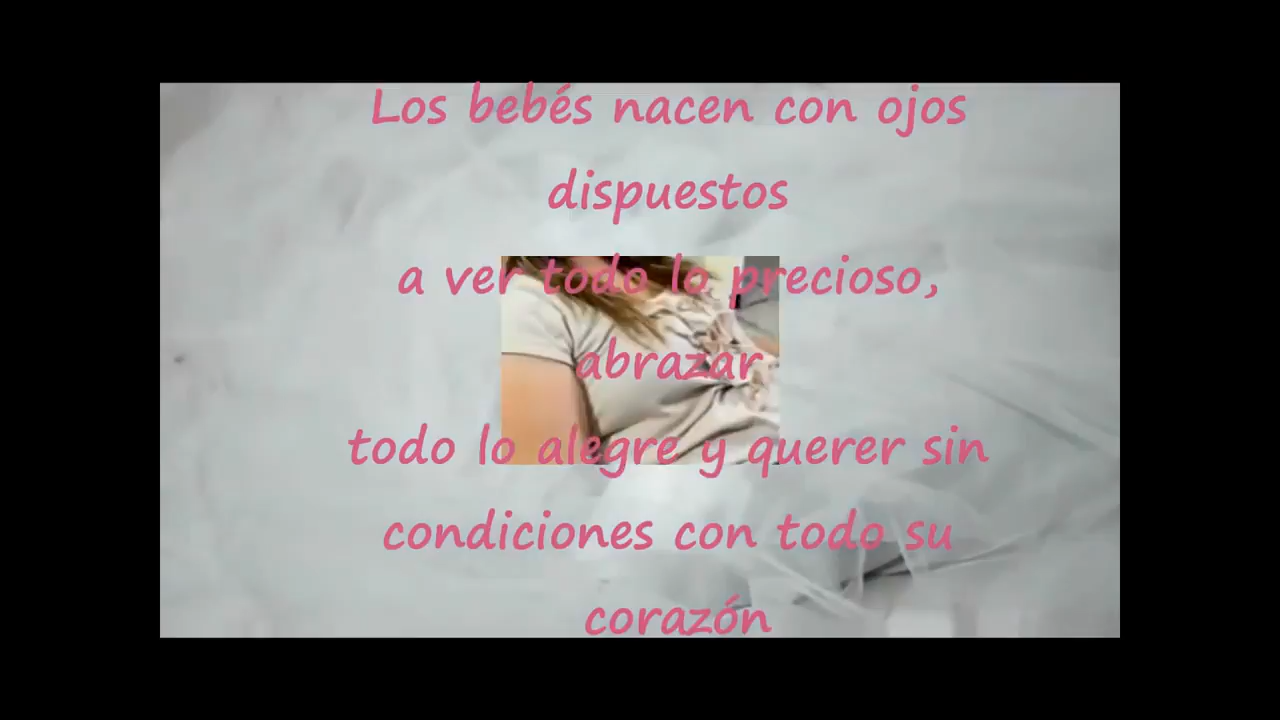 Los bebés nacen con ojos
dispuestos
a ver todo lo precioso,
abrazar
todo lo alegre y querer sin
condiciones con todo su
corazón